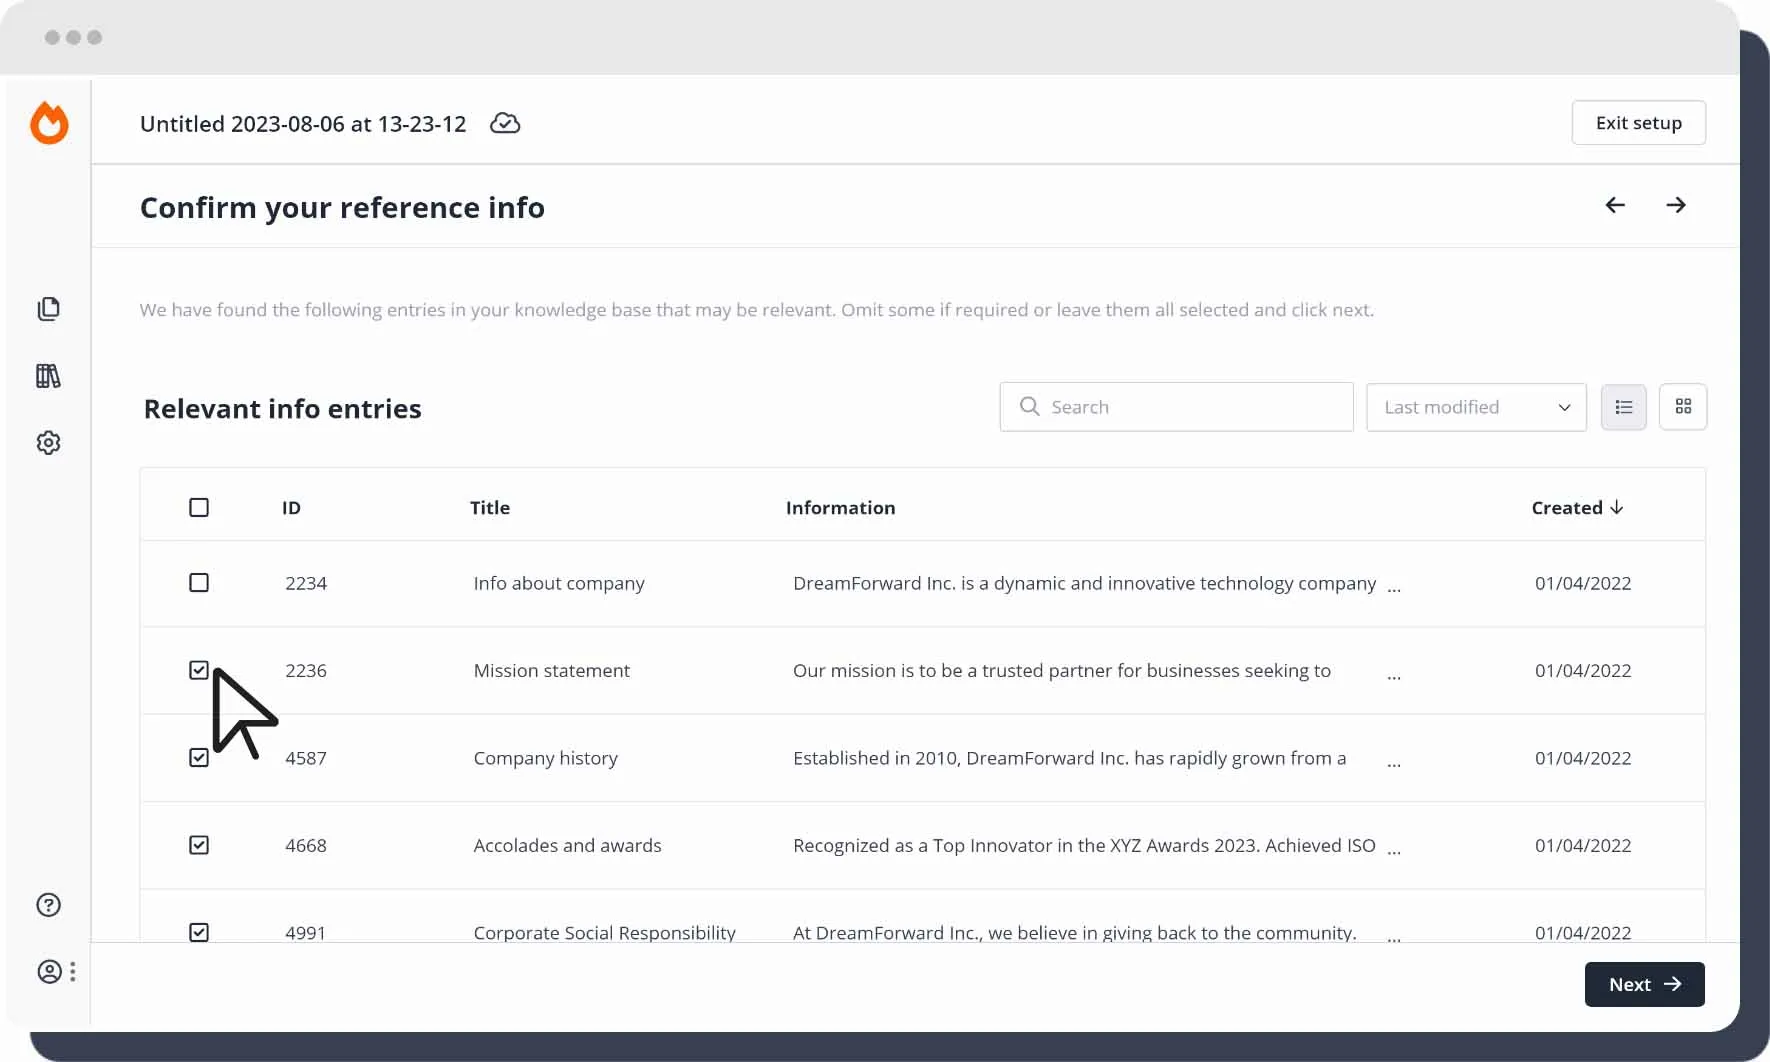 Untitled 2023-08-06 at 13-23-12
Exit setup
Confirm your reference info
We have found the following entries in your knowledge base that may be relevant. Omit some if required or leave them all selected and click next.
Relevant info entries
Search
Last modified
ID Title Information Created
2234 Info about company DreamForward Inc. is a dynamic and innovative technology company ... 01/04/2022
2236 Mission statement Our mission is to be a trusted partner for businesses seeking to ... 01/04/2022
4587 Company history Established in 2010, DreamForward Inc. has rapidly grown from a ... 01/04/2022
4668 Accolades and awards Recognized as a Top Innovator in the XYZ Awards 2023. Achieved ISO ... 01/04/2022
4991 Corporate Social Responsibility At DreamForward Inc., we believe in giving back to the community. ... 01/04/2022
Next